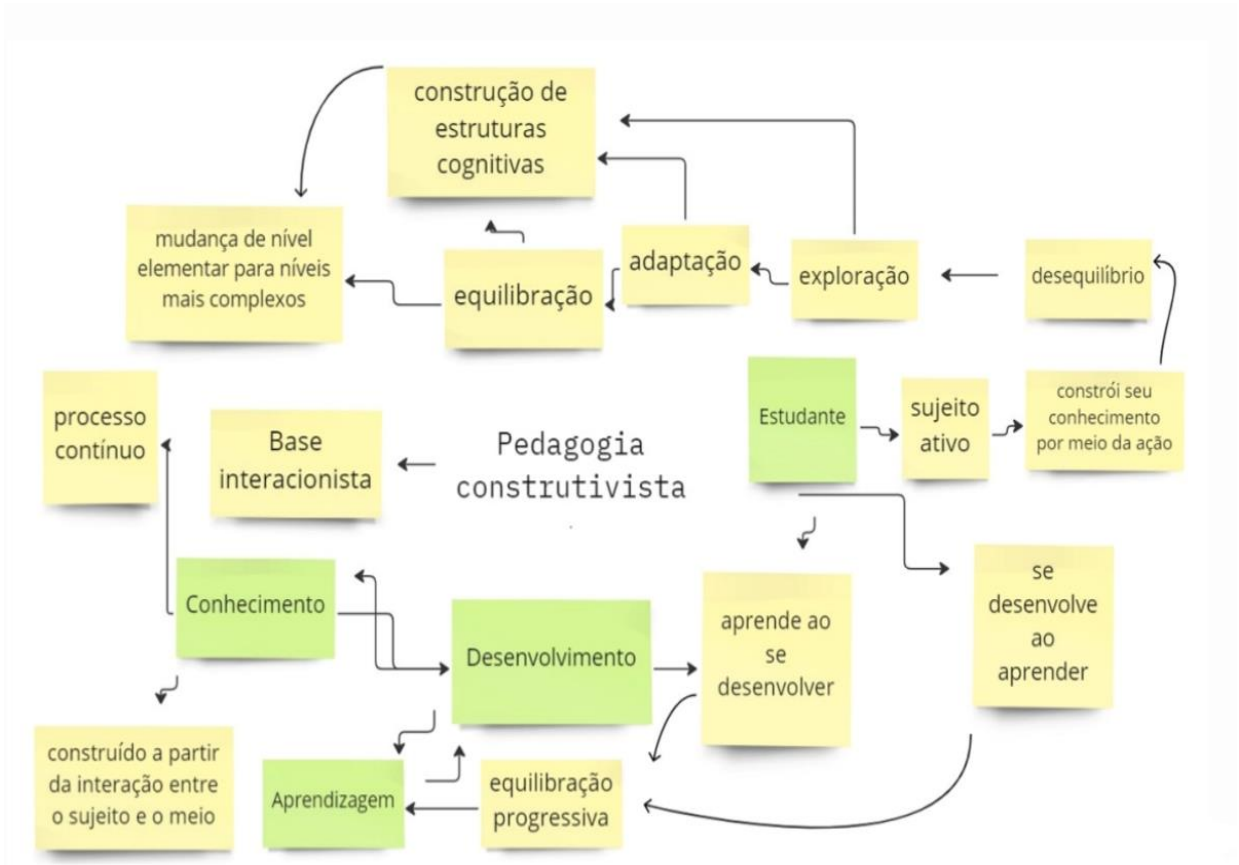 construção de
estruturas
cognitivas
mudança de nível
elementar para níveis
mais complexos
equilibração
adaptação
exploração
desequilíbrio
processo
contínuo
Base
interacionista
Pedagogia
construtivista
Estudante
sujeito
ativo
constrói seu
conhecimento
por meio da ação
Conhecimento
Desenvolvimento
aprende ao
se
desenvolver
se
desenvolve
ao
aprender
construído a partir
da interação entre
o sujeito e o meio
Aprendizagem
equilibração
progressiva